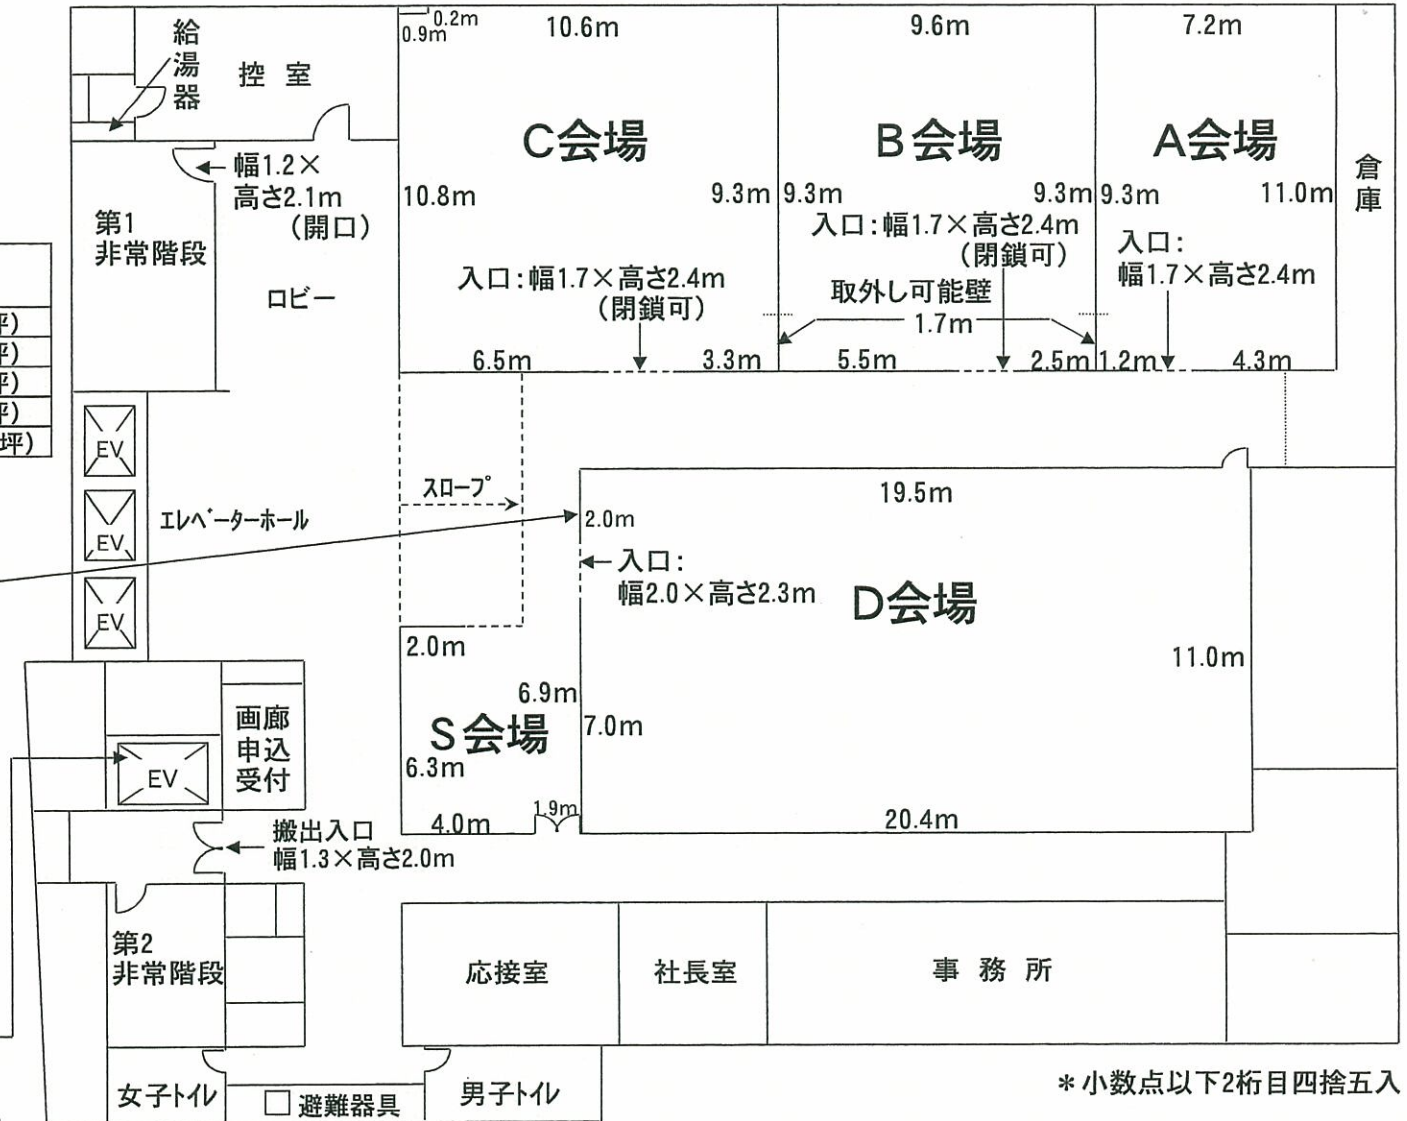 給湯器
控 室
0.2m
0.9m
10.6m
9.6m
7.2m
C会場
B会場
A会場
倉庫
幅1.2×
高さ2.1m
(開口)
第1
非常階段
ロビー
10.8m
9.3m
9.3m
9.3m
9.3m
11.0m
入口:幅1.7×高さ2.4m
(閉鎖可)
入口:幅1.7×高さ2.4m
(閉鎖可)
入口:
幅1.7×高さ2.4m
取外し可能壁
1.7m
6.5m
3.3m
5.5m
2.5m
1.2m
4.3m
坪)
坪)
坪)
坪)
坪)
EV
EV
EV
エレベーターホール
スロープ
19.5m
2.0m
入口:
幅2.0×高さ2.3m
D会場
11.0m
2.0m
6.9m
7.0m
S会場
6.3m
4.0m
1.9m
20.4m
画廊
申込
受付
EV
搬出入口
幅1.3×高さ2.0m
第2
非常階段
応接室
社長室
事 務 所
女子トイレ
避難器具
男子トイル
*小数点以下2桁目四捨五入